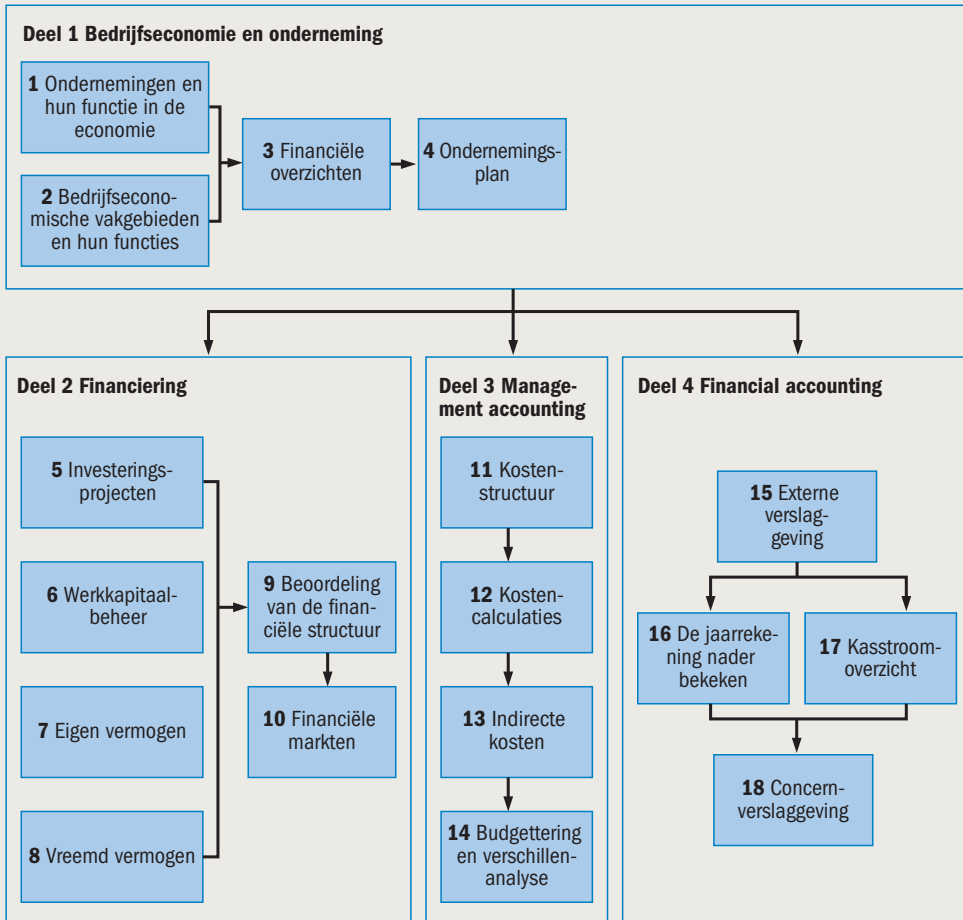 Deel 1 Bedrijfseconomie en onderneming
1 Ondernemingen en
hun functie in de
economie
2 Bedrijfsecono-
mische vakgebieden
en hun functies
3 Financiële
overzichten
4 Ondernemings-
plan
Deel 2 Financiering
5 Investerings-
projecten
6 Werkkapitaal-
beheer
7 Eigen vermogen
8 Vreemd vermogen
9 Beoordeling
van de finan-
ciële structuur
10 Financiële
markten
Deel 3 Manage-
ment accounting
11 Kosten-
structuur
12 Kosten-
calculaties
13 Indirecte
kosten
14 Budgettering
en verschillen-
analyse
Deel 4 Financial accounting
15 Externe
verslag-
geving
16 De jaarreke-
ning nader
bekeken
17 Kasstroom-
overzicht
18 Concern-
verslaggeving